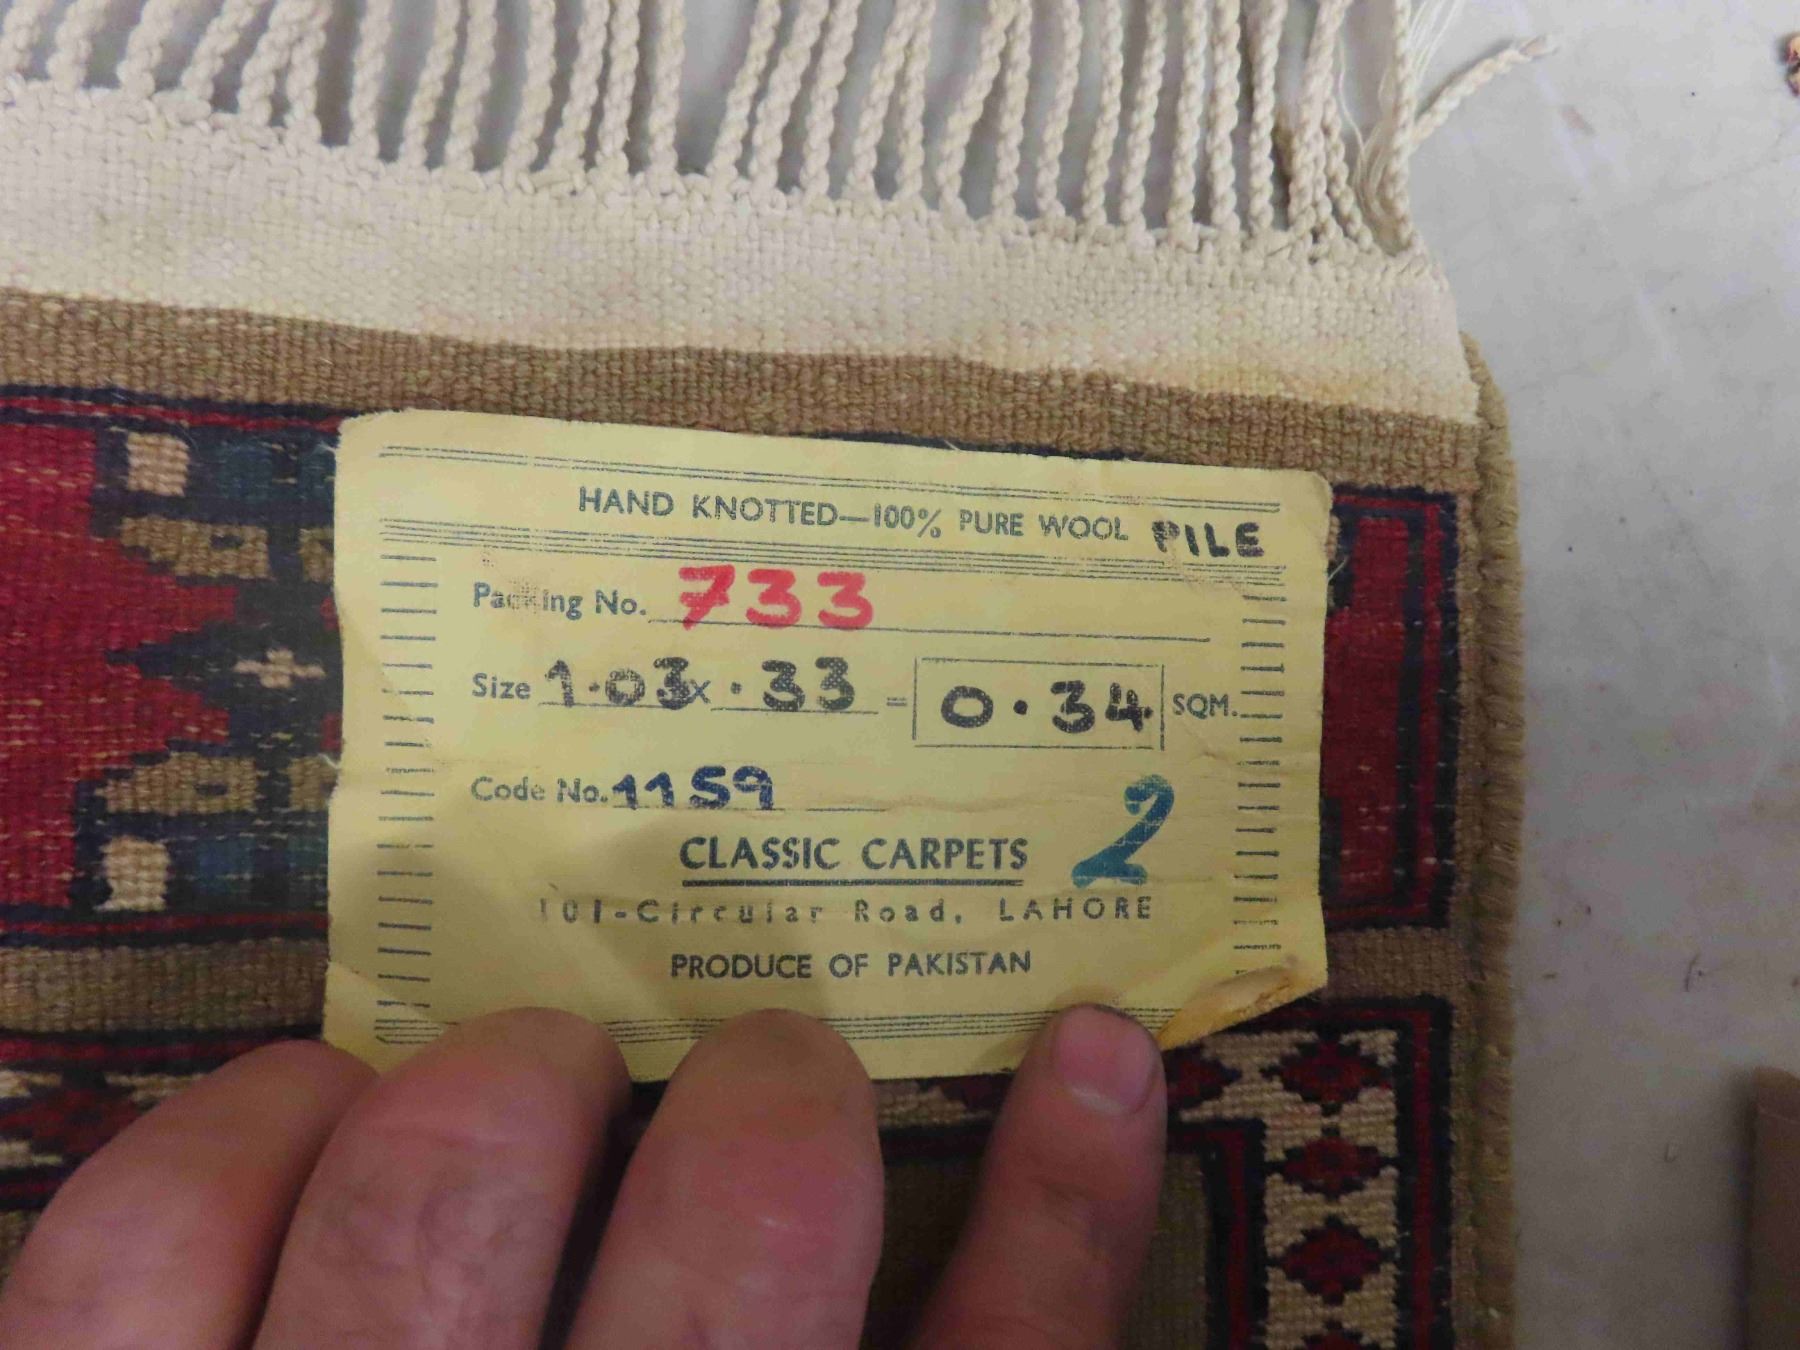 HAND KNOTTED—100% PURE WOOL PILE
Packing No. 733
Size 1.03 x .33 = 0.34 SQM.
Code No. 1159
2
CLASSIC CARPETS
101-Circular Road, LAHORE
PRODUCE OF PAKISTAN